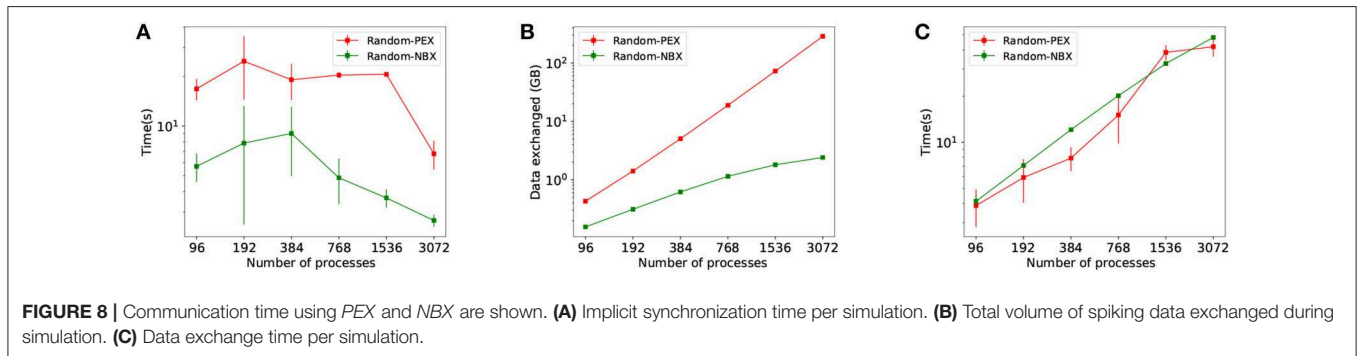 A
Random-PEX
Random-NBX
10¹
Time(s)
96 192 384 768 1536 3072
Number of processes
B
Random-PEX
Random-NBX
10²
10¹
10⁰
Data exchanged (GB)
96 192 384 768 1536 3072
Number of processes
C
Random-PEX
Random-NBX
10¹
Time(s)
96 192 384 768 1536 3072
Number of processes
FIGURE 8 | Communication time using PEX and NBX are shown. (A) Implicit synchronization time per simulation. (B) Total volume of spiking data exchanged during
simulation. (C) Data exchange time per simulation.